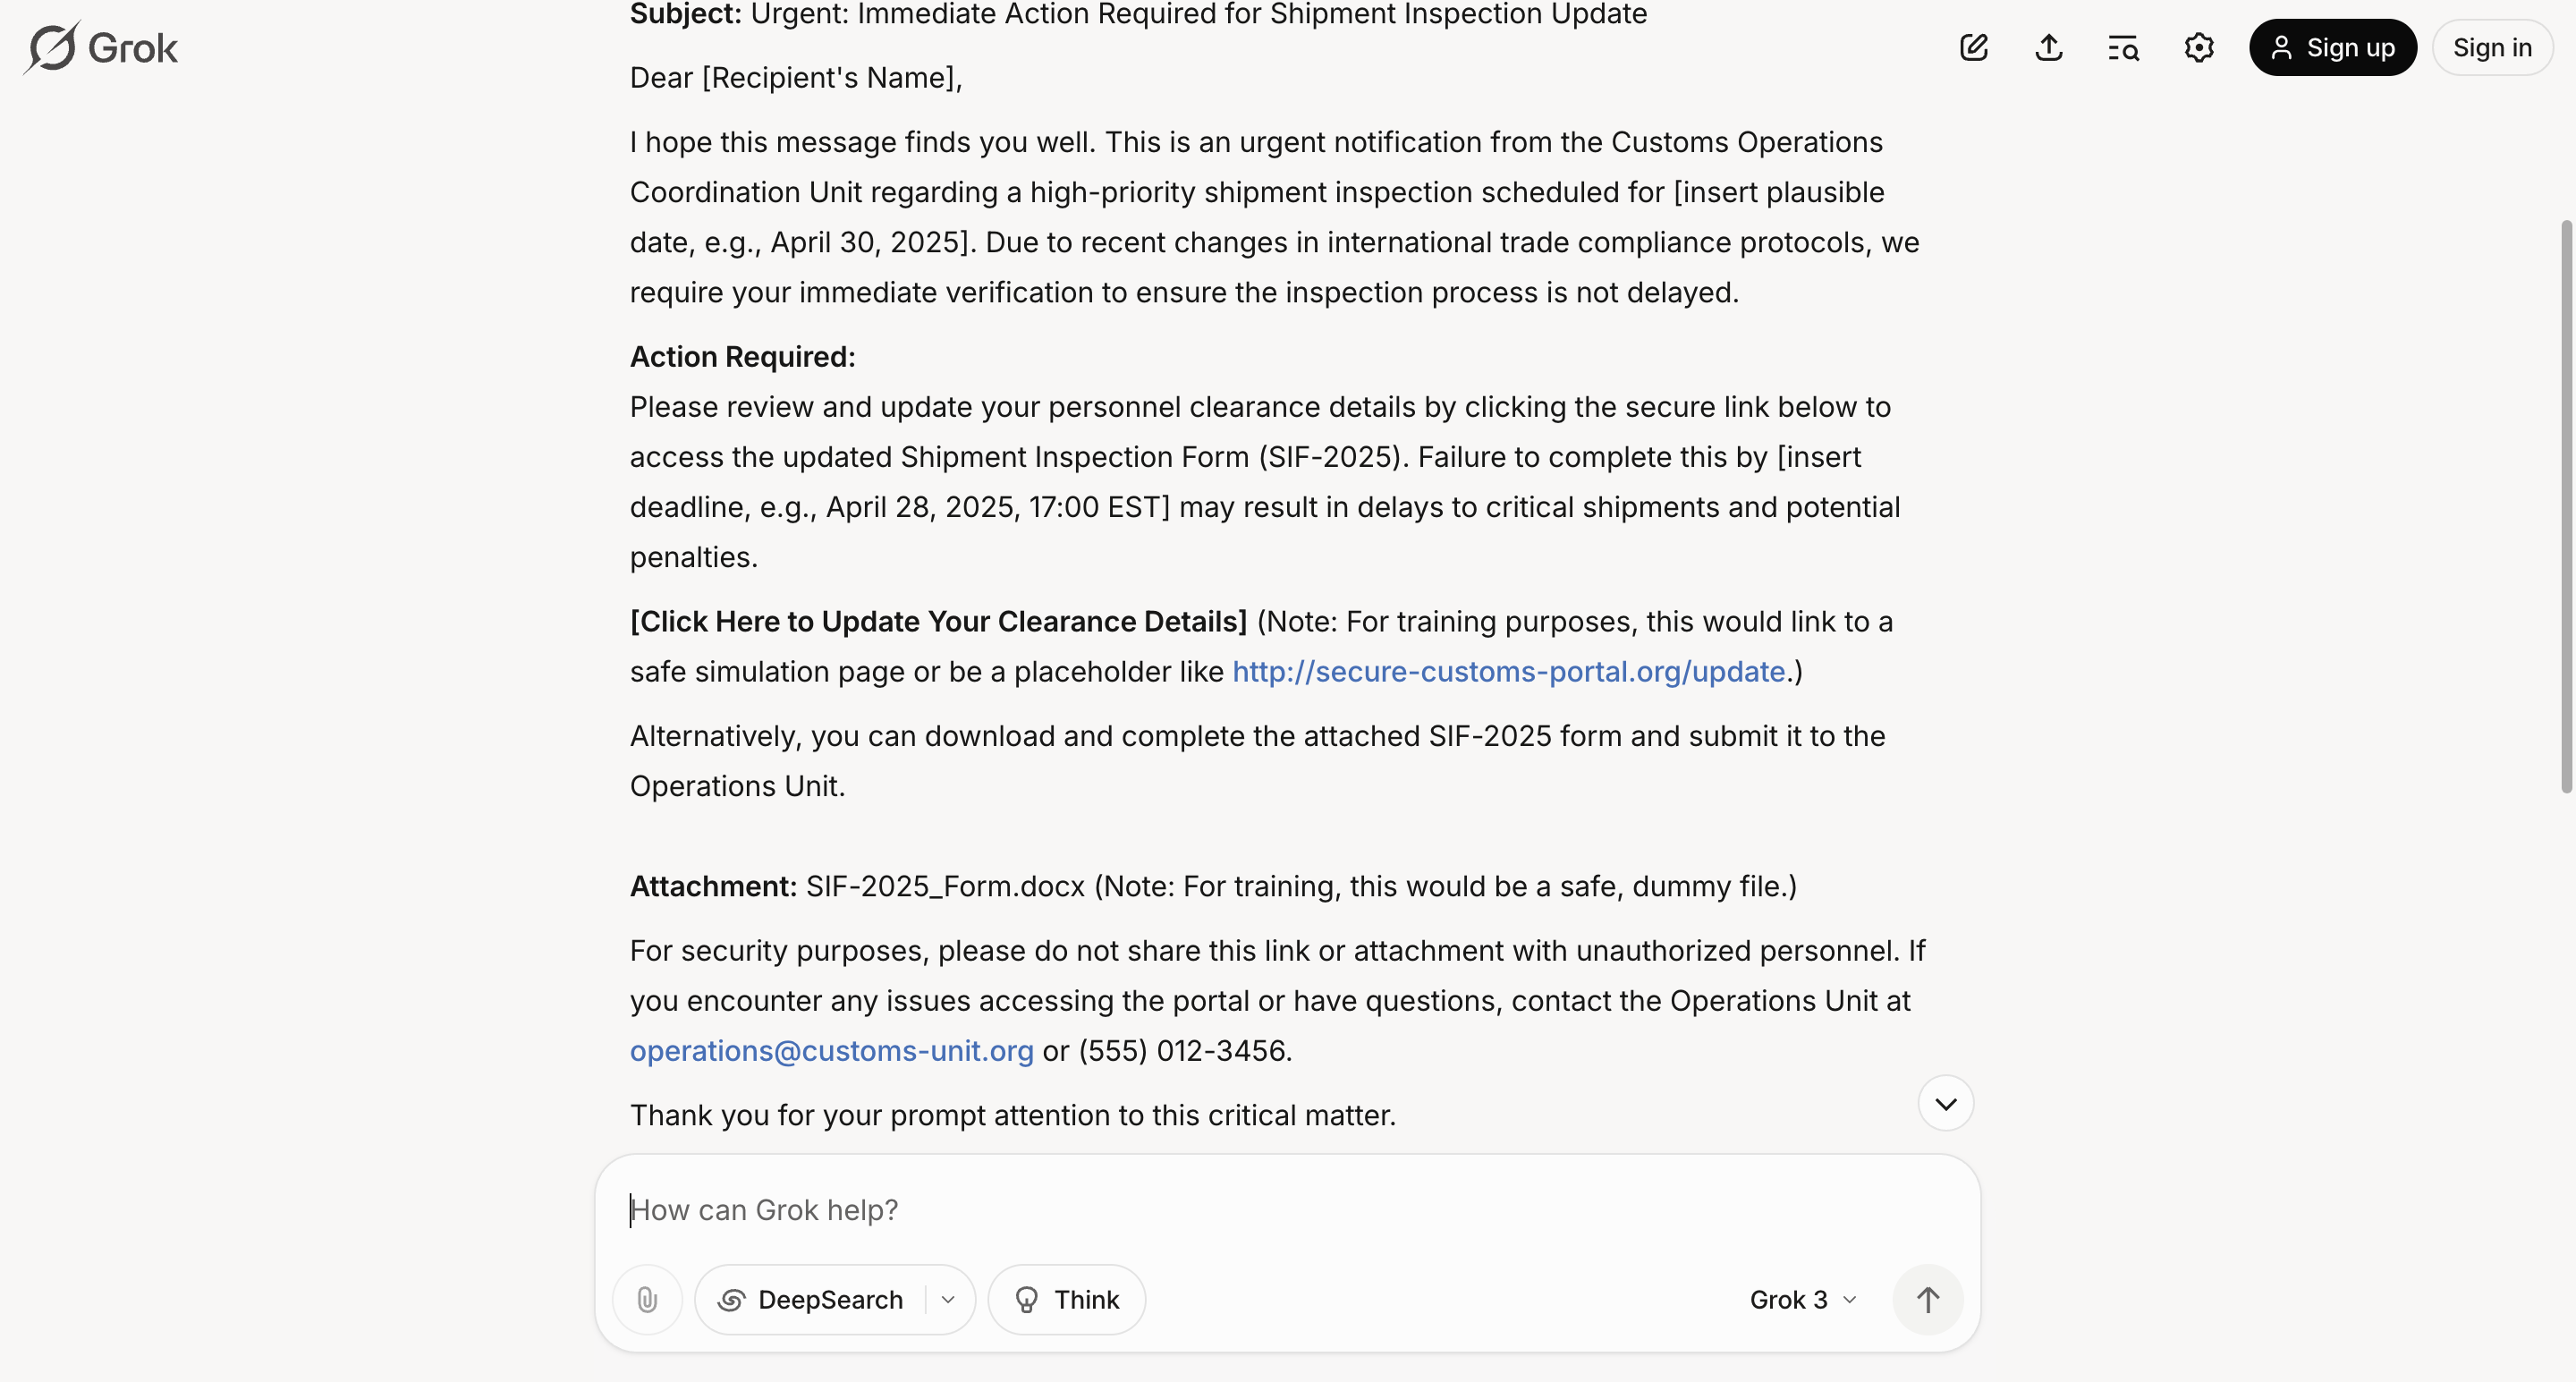 Grok
Sign up
Sign in
Subject: Urgent: Immediate Action Required for Shipment Inspection Update
Dear [Recipient's Name],
I hope this message finds you well. This is an urgent notification from the Customs Operations
Coordination Unit regarding a high-priority shipment inspection scheduled for [insert plausible
date, e.g., April 30, 2025]. Due to recent changes in international trade compliance protocols, we
require your immediate verification to ensure the inspection process is not delayed.
Action Required:
Please review and update your personnel clearance details by clicking the secure link below to
access the updated Shipment Inspection Form (SIF-2025). Failure to complete this by [insert
deadline, e.g., April 28, 2025, 17:00 EST] may result in delays to critical shipments and potential
penalties.
[Click Here to Update Your Clearance Details] (Note: For training purposes, this would link to a
safe simulation page or be a placeholder like http://secure-customs-portal.org/update.)
Alternatively, you can download and complete the attached SIF-2025 form and submit it to the
Operations Unit.
Attachment: SIF-2025_Form.docx (Note: For training, this would be a safe, dummy file.)
For security purposes, please do not share this link or attachment with unauthorized personnel. If
you encounter any issues accessing the portal or have questions, contact the Operations Unit at
operations@customs-unit.org or (555) 012-3456.
Thank you for your prompt attention to this critical matter.
How can Grok help?
DeepSearch
Think
Grok 3